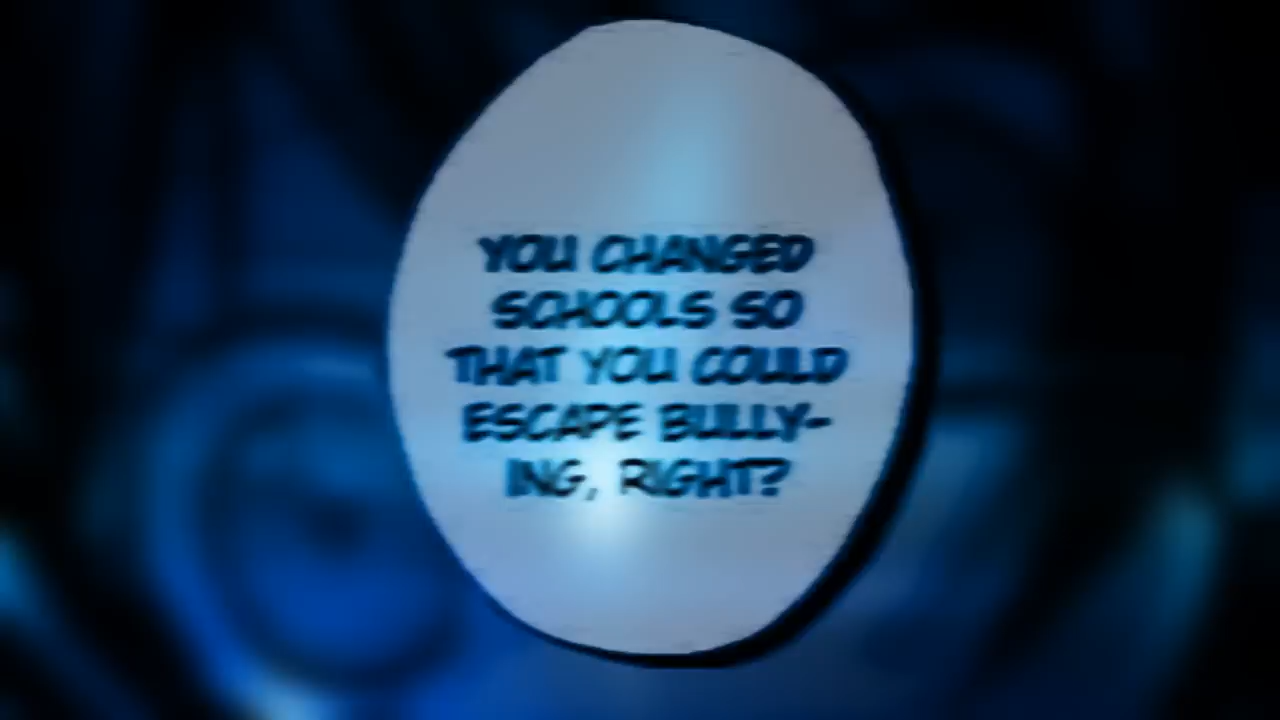 YOU CHANGED
SCHOOLS SO
THAT YOU COULD
ESCAPE BULLY-
ING, RIGHT?